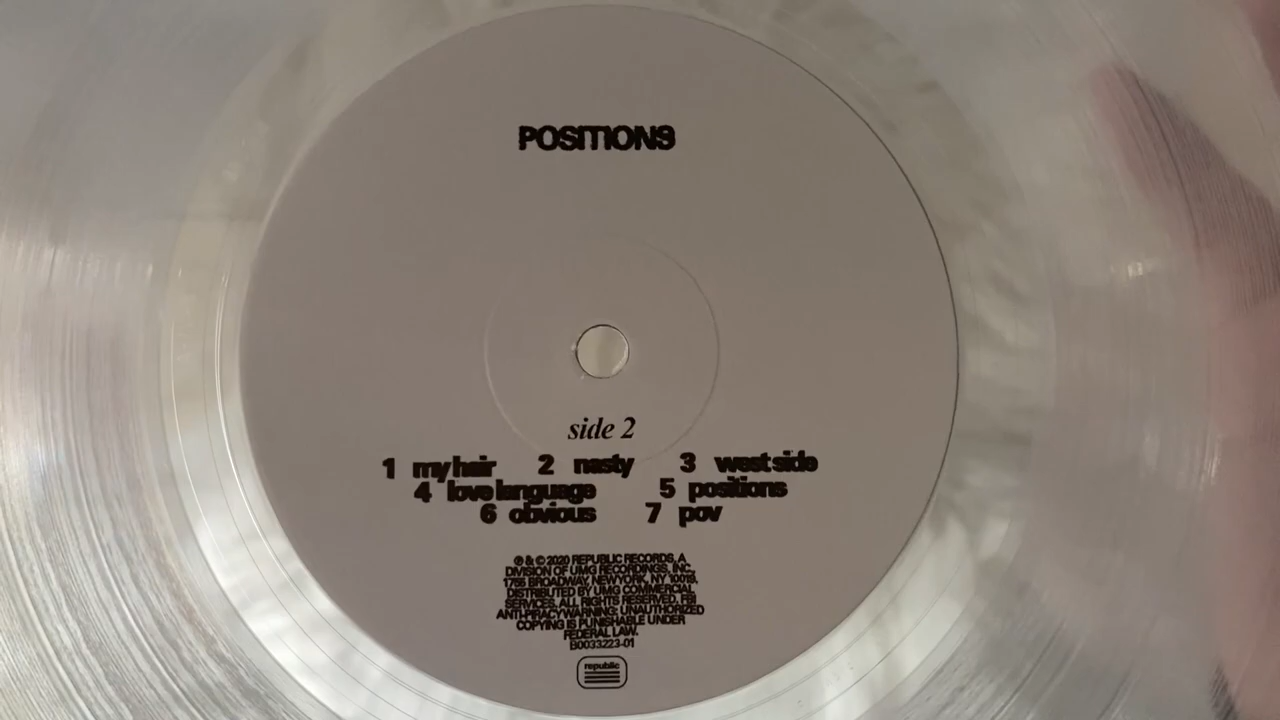 POSITIONS
side 2
1 my hair 2 nasty 3 west side
4 love language 5 positions
6 obvious 7 pov
℗ & © 2020 REPUBLIC RECORDS, A
DIVISION OF UMG RECORDINGS, INC.
1755 BROADWAY, NEW YORK, NY 10019.
DISTRIBUTED BY UMG COMMERCIAL
SERVICES. ALL RIGHTS RESERVED. FBI
ANTI-PIRACY WARNING: UNAUTHORIZED
COPYING IS PUNISHABLE UNDER
FEDERAL LAW.
B0033223-01
republic